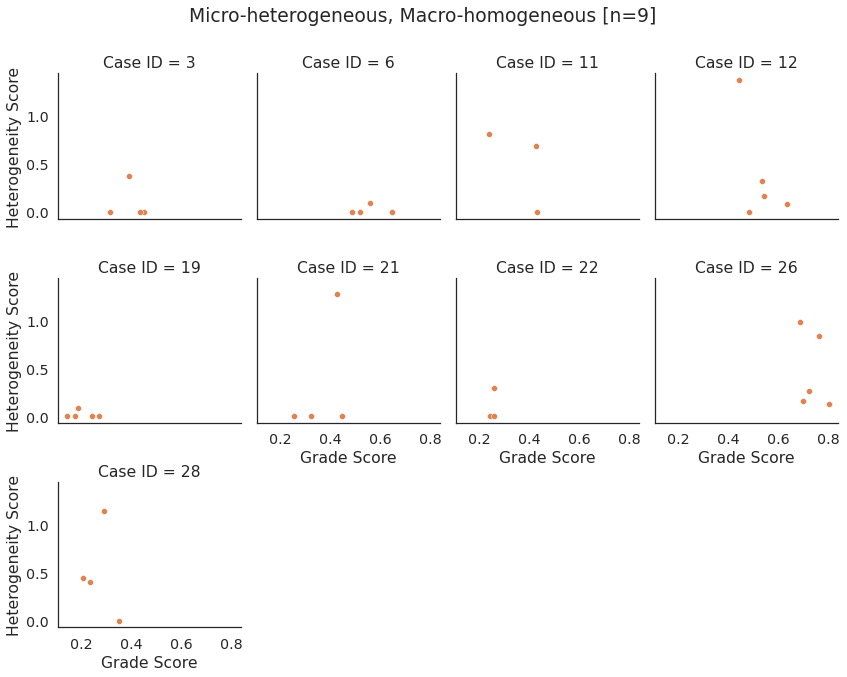 Micro-heterogeneous, Macro-homogeneous [n=9]
Case ID = 3
Case ID = 6
Case ID = 11
Case ID = 12
Heterogeneity Score
1.0
0.5
0.0
Case ID = 19
Case ID = 21
Case ID = 22
Case ID = 26
Heterogeneity Score
1.0
0.5
0.0
0.2 0.4 0.6 0.8
0.2 0.4 0.6 0.8
0.2 0.4 0.6 0.8
Grade Score
Grade Score
Grade Score
Case ID = 28
Heterogeneity Score
1.0
0.5
0.0
0.2 0.4 0.6 0.8
Grade Score